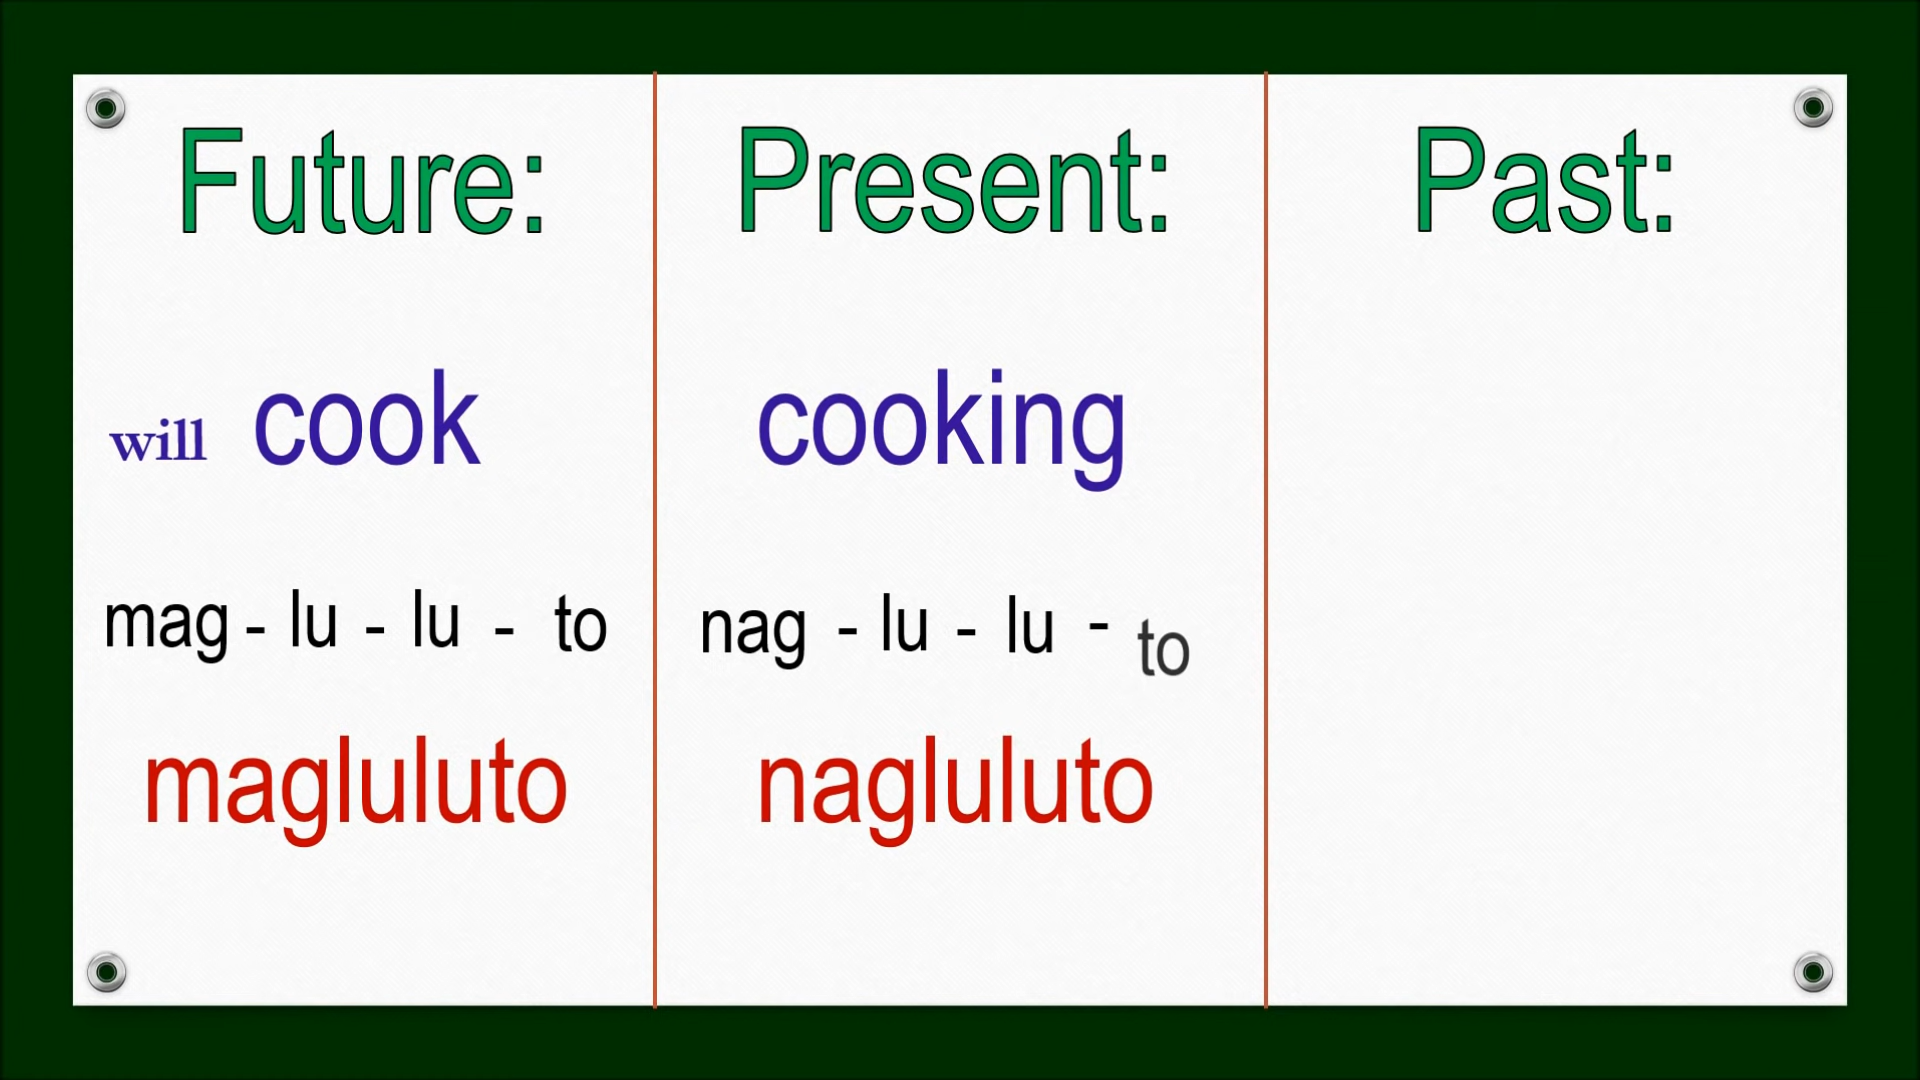 Future:
will cook
mag - lu - lu - to
magluluto
Present:
cooking
nag - lu - lu - to
nagluluto
Past: